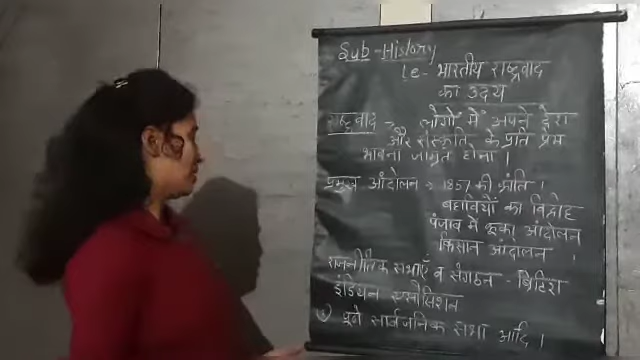 Sub-History
Le- भारतीय राष्ट्रवाद
का उदय
राष्ट्रवाद → लोगों में अपने देश
और संस्कृति के प्रति प्रेम
भावना जागृत होना ।
प्रमुख आंदोलन → 1857 की क्रांति ।
बहावियों का विद्रोह
पंजाब में कूका आंदोलन
किसान आंदोलन ।
राजनीतिक सभाएँ व संगठन - ब्रिटिश
इंडियन एसोसिशन
पूने सार्वजनिक सभा आदि ।